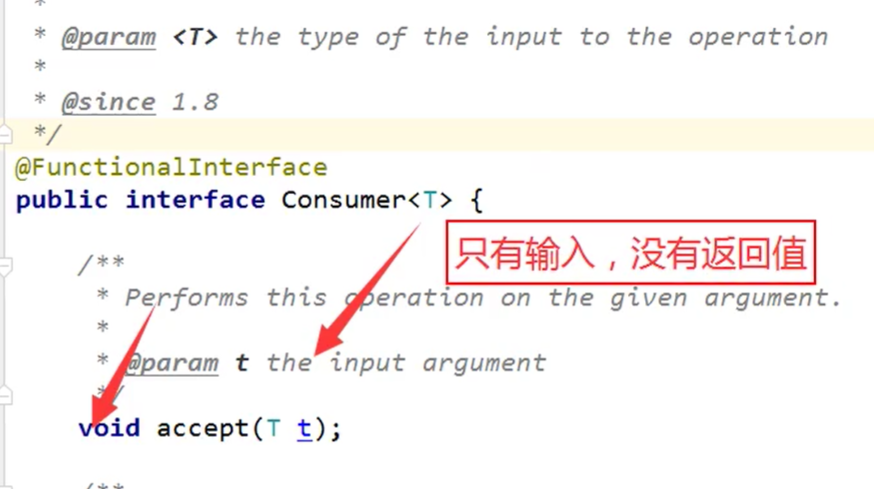 *
* @param <T> the type of the input to the operation
*
* @since 1.8
*/
@FunctionalInterface
public interface Consumer<T> {
只有输入，没有返回值
/**
* Performs this operation on the given argument.
*
* @param t the input argument
*/
void accept(T t);
/**